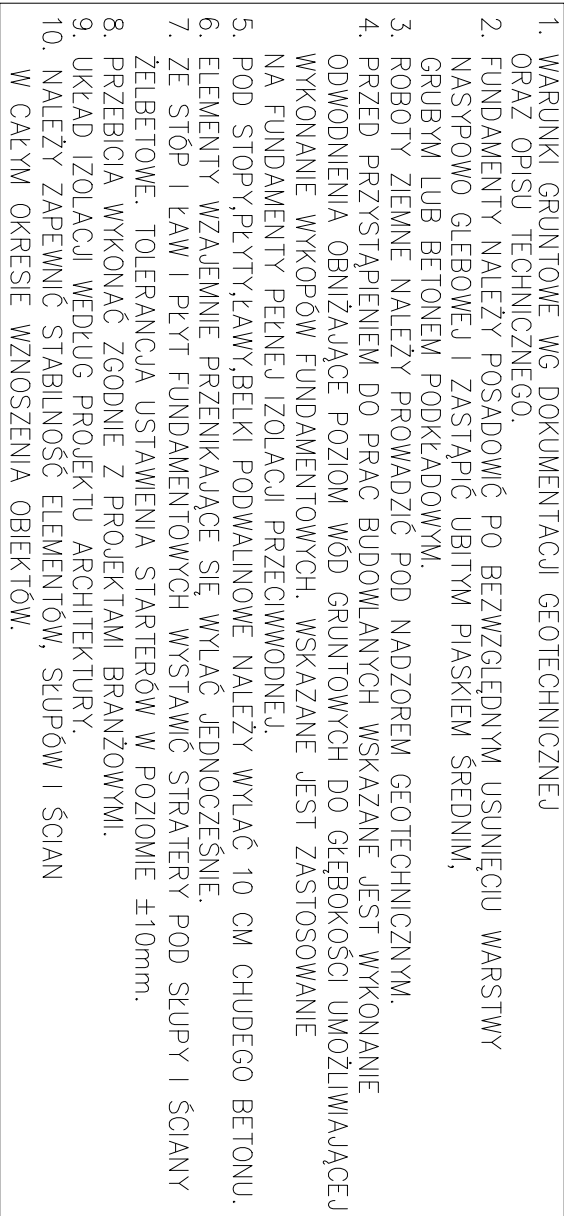 1. WARUNKI GRUNTOWE WG DOKUMENTACJI GEOTECHNICZNEJ
ORAZ OPISU TECHNICZNEGO.
2. FUNDAMENTY NALEŻY POSADOWIĆ PO BEZWZGLĘDNYM USUNIĘCIU WARSTWY
NASYPOWO GLEBOWEJ I ZASTĄPIĆ UBITYM PIASKIEM ŚREDNIM,
GRUBYM LUB BETONEM PODKŁADOWYM.
3. ROBOTY ZIEMNE NALEŻY PROWADZIĆ POD NADZOREM GEOTECHNICZNYM.
4. PRZED PRZYSTĄPIENIEM DO PRAC BUDOWLANYCH WSKAZANE JEST WYKONANIE
ODWODNIENIA OBNIŻAJĄCE POZIOM WÓD GRUNTOWYCH DO GŁĘBOKOŚCI UMOŻLIWIAJĄCEJ
WYKONANIE WYKOPÓW FUNDAMENTOWYCH. WSKAZANE JEST ZASTOSOWANIE
NA FUNDAMENTY PEŁNEJ IZOLACJI PRZECIWWODNEJ.
5. POD STOPY,PŁYTY,ŁAWY,BELKI PODWALINOWE NALEŻY WYLAĆ 10 CM CHUDEGO BETONU.
6. ELEMENTY WZAJEMNIE PRZENIKAJĄCE SIĘ WYLAĆ JEDNOCZEŚNIE.
7. ZE STÓP I ŁAW I PŁYT FUNDAMENTOWYCH WYSTAWIĆ STRATERY POD SŁUPY I ŚCIANY
ŻELBETOWE. TOLERANCJA USTAWIENIA STARTERÓW W POZIOMIE ±10mm.
8. PRZEBICIA WYKONAĆ ZGODNIE Z PROJEKTAMI BRANŻOWYMI.
9. UKŁAD IZOLACJI WEDŁUG PROJEKTU ARCHITEKTURY.
10. NALEŻY ZAPEWNIĆ STABILNOŚĆ ELEMENTÓW, SŁUPÓW I ŚCIAN
W CAŁYM OKRESIE WZNOSZENIA OBIEKTÓW.